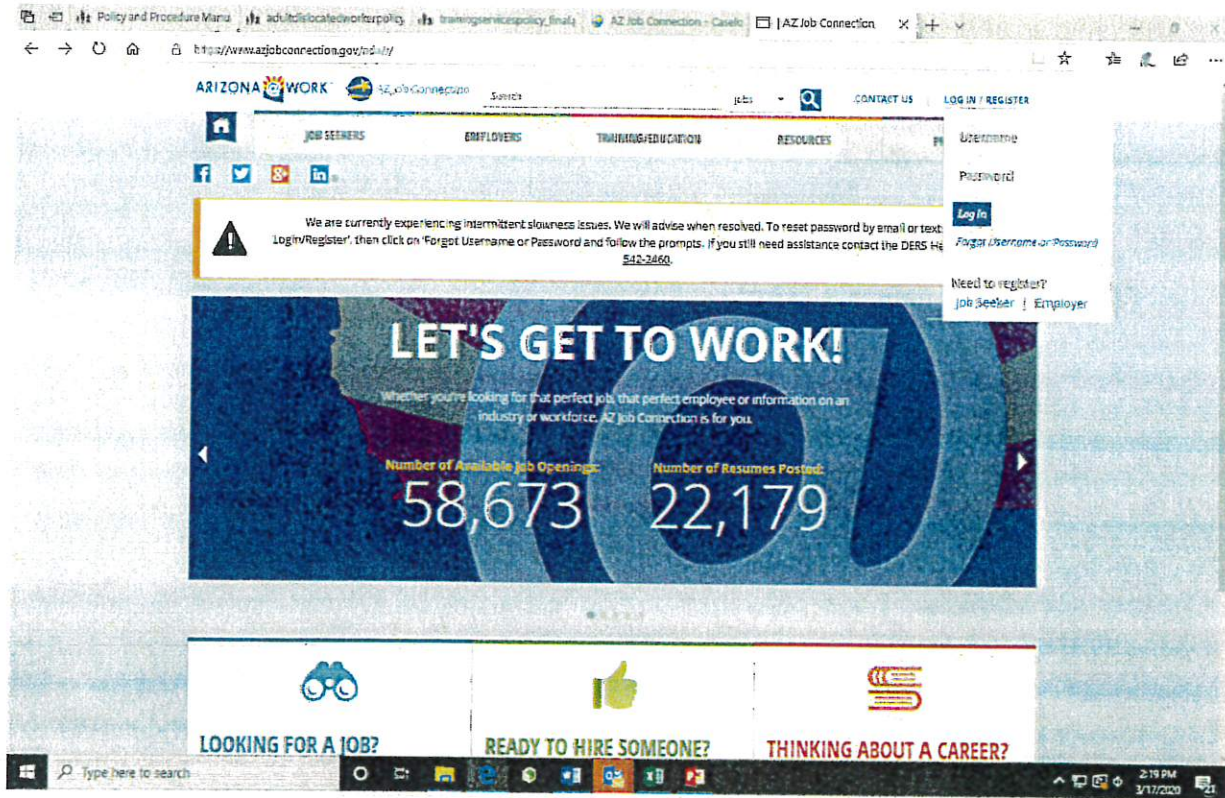 Policy and Procedure Manu
adultdislocatedworkerpolicy
trainingservicespolicy_final
AZ Job Connection - Caselo
| AZ Job Connection
https://www.azjobconnection.gov/ada/r/
ARIZONA@WORK
AZ Job Connection
Search
Jobs
CONTACT US
LOG IN / REGISTER
JOB SEEKERS
EMPLOYERS
TRAINING/EDUCATION
RESOURCES
Username
Password
Log In
Forgot Username or Password
Need to register?
Job Seeker | Employer
We are currently experiencing intermittent slowness issues. We will advise when resolved. To reset password by email or text:
Login/Register', then click on 'Forgot Username or Password and follow the prompts. If you still need assistance contact the DERS He
542-2460.
LET'S GET TO WORK!
Whether you're looking for that perfect job, that perfect employee or information on an
industry or workforce, AZ Job Connection is for you.
Number of Available Job Openings:
58,673
Number of Resumes Posted:
22,179
LOOKING FOR A JOB?
READY TO HIRE SOMEONE?
THINKING ABOUT A CAREER?
Type here to search
2:19 PM
3/17/2020
21